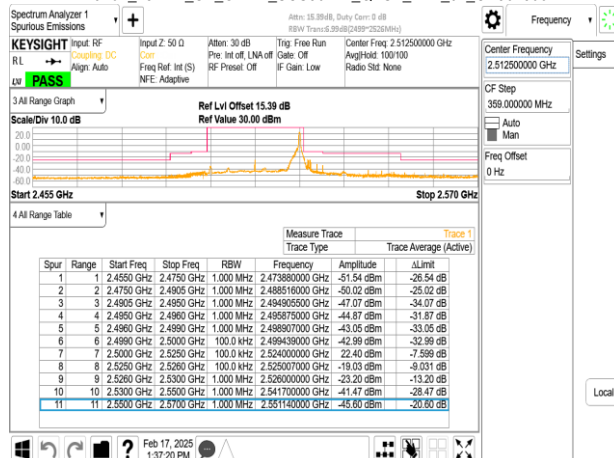 Spectrum Analyzer 1
Spurious Emissions
Attn: 15.39dB, Duty Corr: 0 dB
RBW Trans:6.99dB(2499~2526MHz)
Frequency
KEYSIGHT
RL
PASS
Input: RF
Coupling: DC
Align: Auto
Input Z: 50 Ω
Corr
Freq Ref: Int (S)
NFE: Adaptive
Atten: 30 dB
Pre: Int off, LNA off
RF Preset: Off
Trig: Free Run
Gate: Off
IF Gain: Low
Center Freq: 2.512500000 GHz
Avg|Hold: 100/100
Radio Std: None
Center Frequency
2.512500000 GHz
Settings
CF Step
359.000000 MHz
Auto
Man
Freq Offset
0 Hz
Local
3 All Range Graph
Scale/Div 10.0 dB
Ref Lvl Offset 15.39 dB
Ref Value 30.00 dBm
20.0
0.00
-20.0
-40.0
-60.0
Start 2.455 GHz
Stop 2.570 GHz
4 All Range Table
Measure Trace Trace 1
Trace Type Trace Average (Active)
Spur Range Start Freq Stop Freq RBW Frequency Amplitude ΔLimit
1 1 2.4550 GHz 2.4750 GHz 1.000 MHz 2.473880000 GHz -51.54 dBm -26.54 dB
2 2 2.4750 GHz 2.4905 GHz 1.000 MHz 2.488516000 GHz -50.02 dBm -25.02 dB
3 3 2.4905 GHz 2.4950 GHz 1.000 MHz 2.494905500 GHz -47.07 dBm -34.07 dB
4 4 2.4950 GHz 2.4960 GHz 1.000 MHz 2.495875000 GHz -44.87 dBm -31.87 dB
5 5 2.4960 GHz 2.4990 GHz 1.000 MHz 2.498907000 GHz -43.05 dBm -33.05 dB
6 6 2.4990 GHz 2.5000 GHz 100.0 kHz 2.499439000 GHz -42.99 dBm -32.99 dB
7 7 2.5000 GHz 2.5250 GHz 100.0 kHz 2.524000000 GHz 22.40 dBm -7.599 dB
8 8 2.5250 GHz 2.5260 GHz 100.0 kHz 2.525007000 GHz -19.03 dBm -9.031 dB
9 9 2.5260 GHz 2.5300 GHz 1.000 MHz 2.526000000 GHz -23.20 dBm -13.20 dB
10 10 2.5300 GHz 2.5500 GHz 1.000 MHz 2.541700000 GHz -41.47 dBm -28.47 dB
11 11 2.5500 GHz 2.5700 GHz 1.000 MHz 2.551140000 GHz -45.60 dBm -20.60 dB
Feb 17, 2025
1:37:20 PM